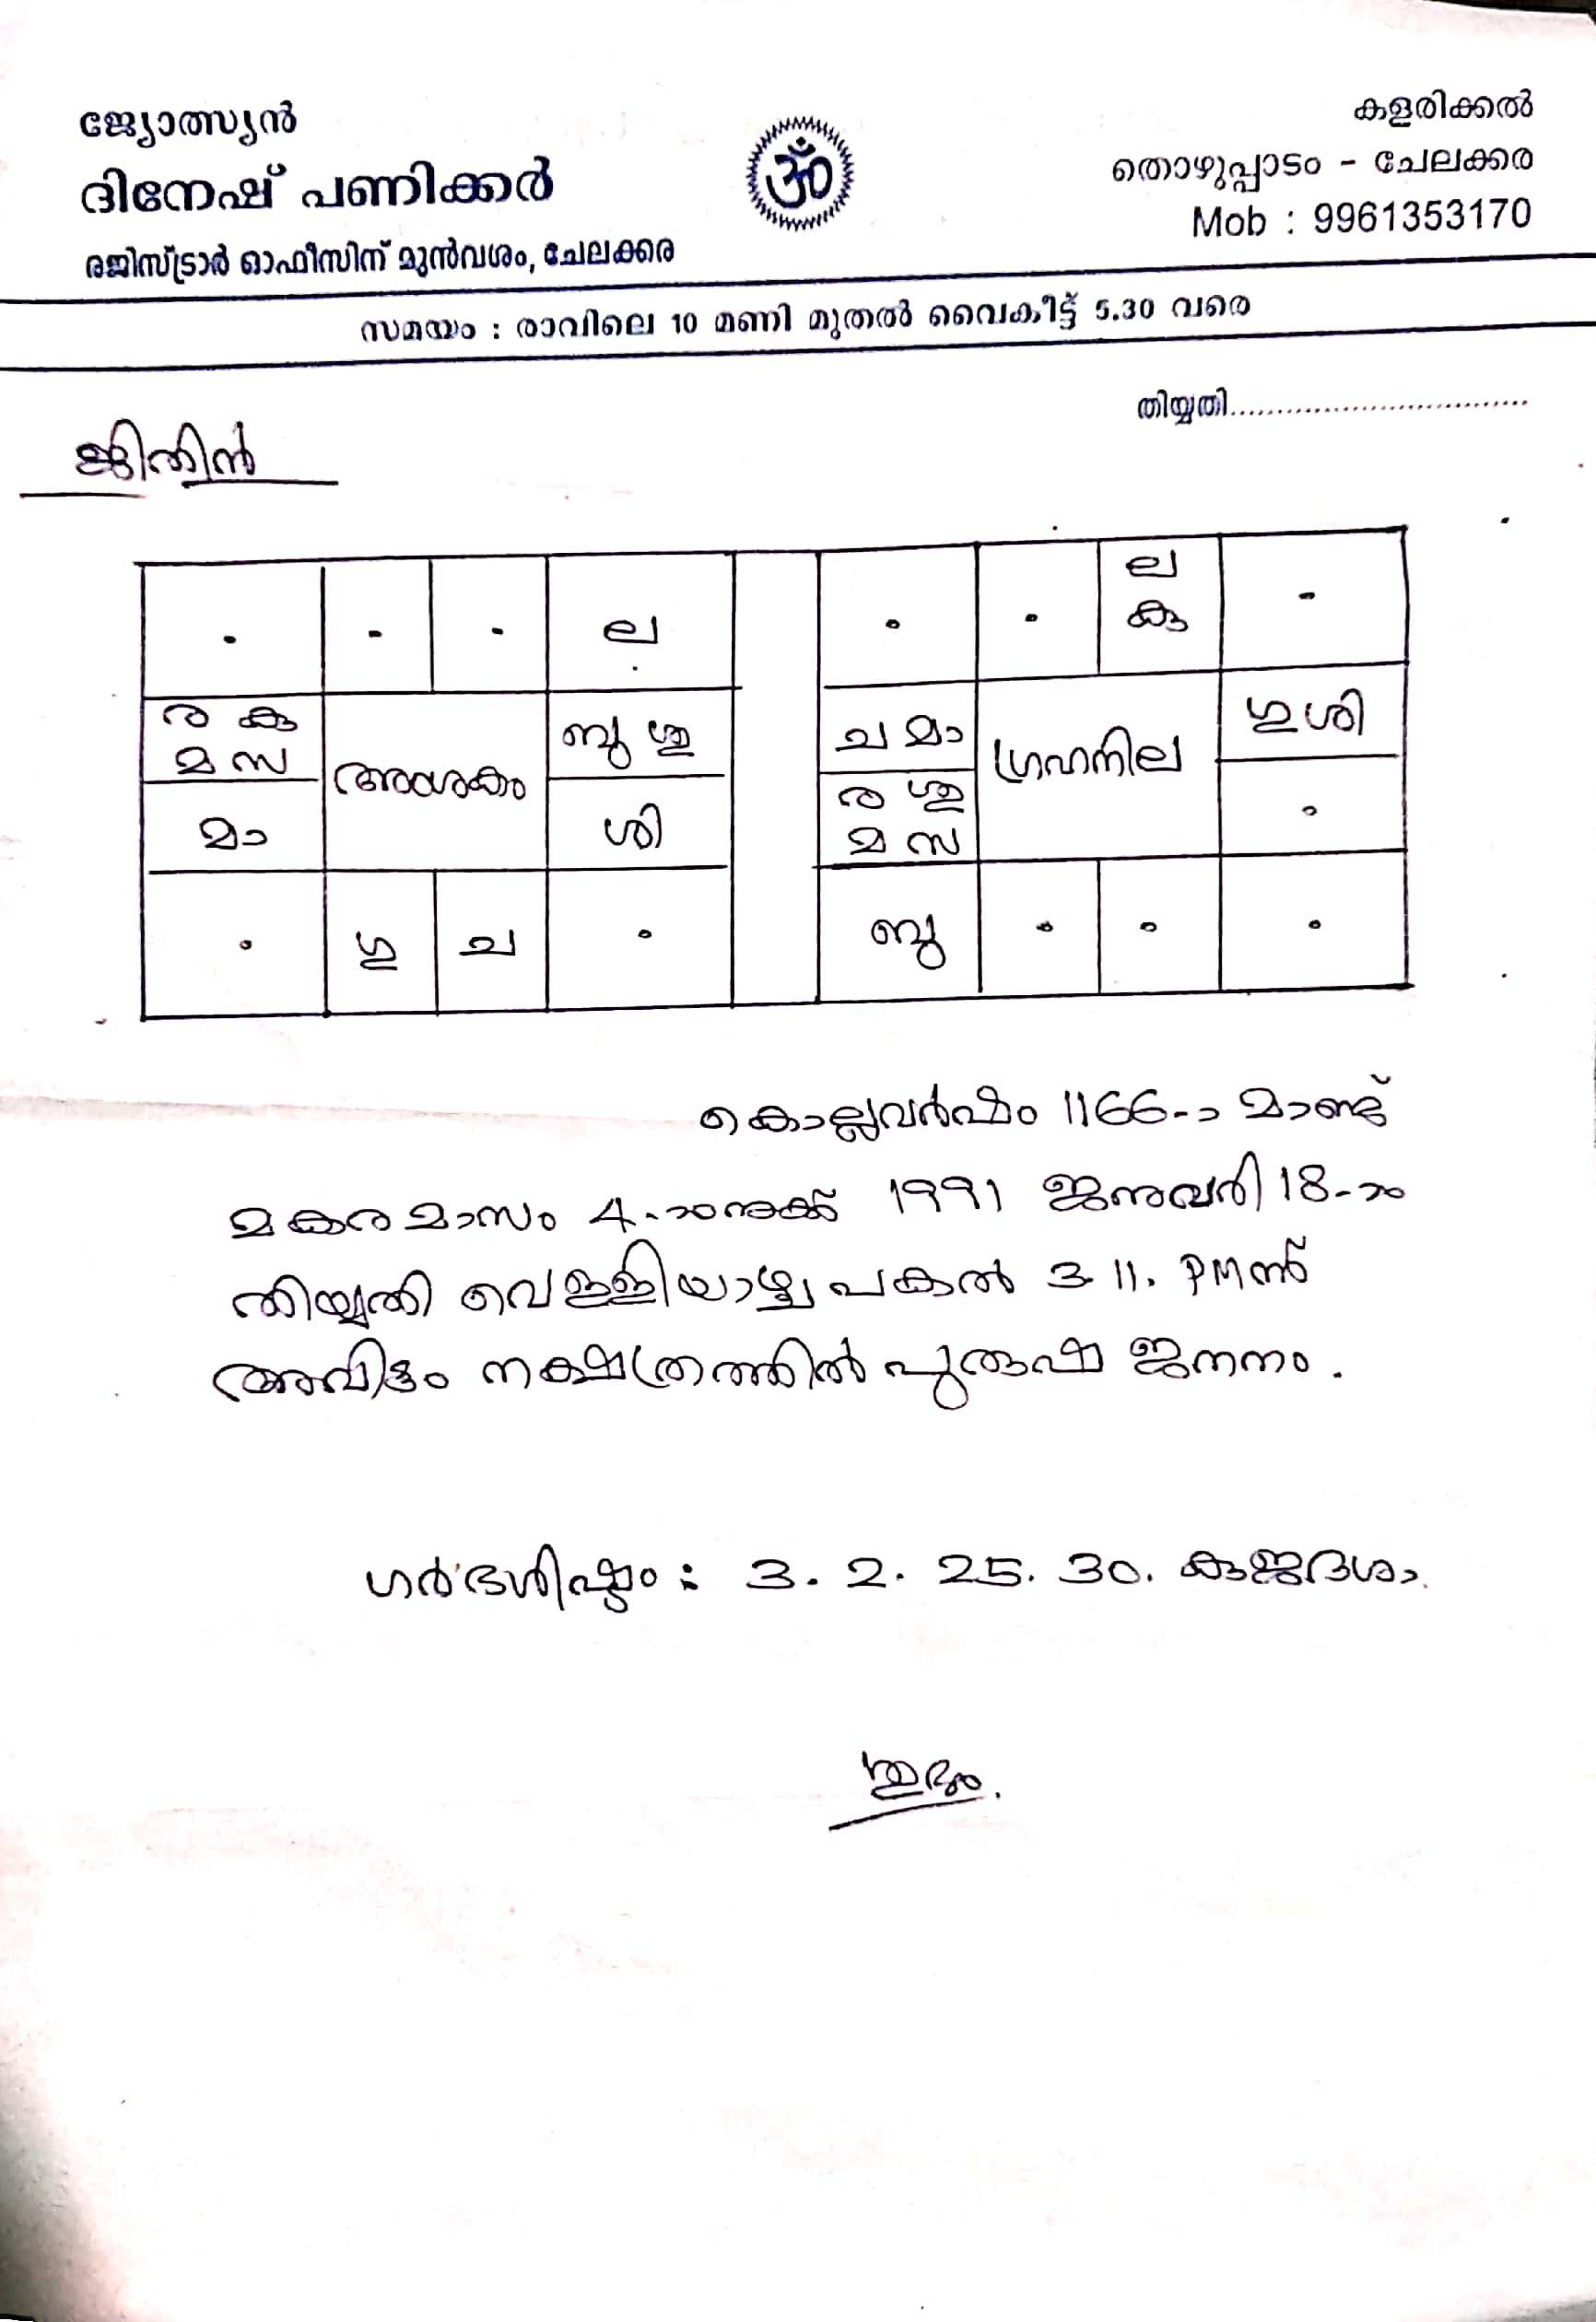 ജ്യോത്സ്യൻ
ദിനേഷ് പണിക്കർ
രജിസ്ട്രാർ ഓഫീസിന് മുൻവശം, ചേലക്കര
ॐ
കളരിക്കൽ
തൊഴുപ്പാടം - ചേലക്കര
Mob : 9961353170
സമയം : രാവിലെ 10 മണി മുതൽ വൈകീട്ട് 5.30 വരെ
തിയ്യതി................................
ജിതിൻ
ല
ര കു
മ സ
അംശകം
ബു ശു
മാ
ശി
ഗു ച
ല
കു
ച മാ
ഗ്രഹനില
ഗു ശി
ര ശു
മ സ
ബു
കൊല്ലവർഷം 1166-ാ മാണ്ട്
മകരമാസം 4-ാംനുക്ക് 1991 ജനുവരി 18-ാം
തിയ്യതി വെള്ളിയാഴ്ച പകൽ 3.11. PM ന്
അവിട്ടം നക്ഷത്രത്തിൽ പുരുഷ ജനനം.
ഗർഭശിഷ്ടം : 3. 2. 25. 30. കുജദശാ.
ശുഭം.